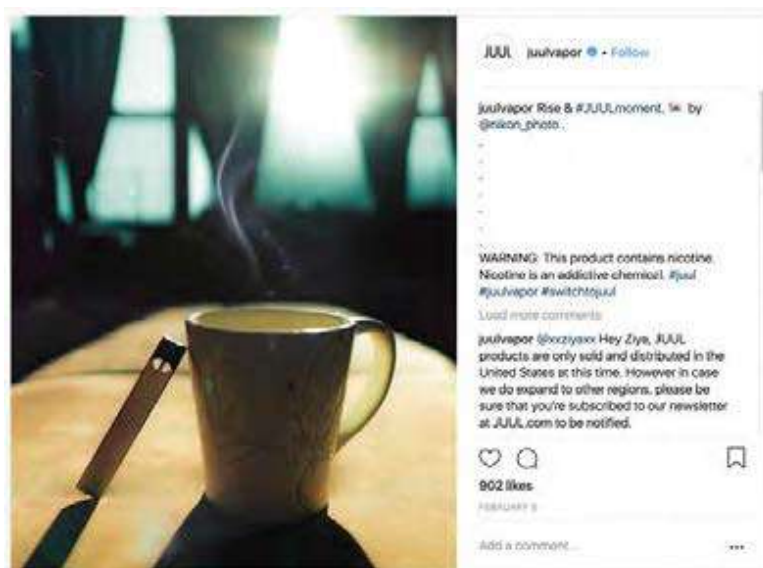 JUUL juulvapor • Follow
juulvapor Rise & #JUULmoment. by
@nikon_photo .
.
.
.
.
.
.
.
WARNING: This product contains nicotine.
Nicotine is an addictive chemical. #juul
#juulvapor #switchtojuul
Load more comments
juulvapor @xxziyaxx Hey Ziya, JUUL
products are only sold and distributed in the
United States at this time. However in case
we do expand to other regions, please be
sure that you're subscribed to our newsletter
at JUUL.com to be notified.
902 likes
FEBRUARY
Add a comment...